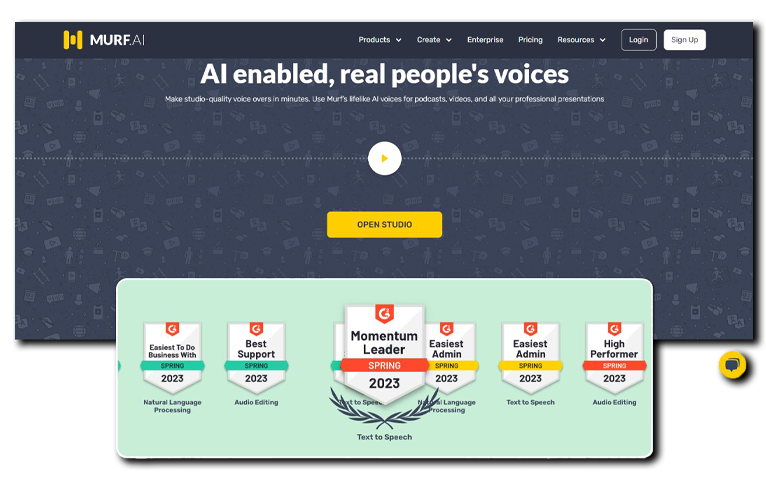 MURF.AI
Products
Create
Enterprise
Pricing
Resources
Login
Sign Up
AI enabled, real people's voices
Make studio-quality voice overs in minutes. Use Murf's lifelike AI voices for podcasts, videos, and all your professional presentations
OPEN STUDIO
Easiest To Do
Business With
SPRING
2023
Natural Language
Processing
Best
Support
SPRING
2023
Audio Editing
Momentum
Leader
SPRING
2023
Text to Speech
Easiest
Admin
SPRING
2023
Language
Processing
Easiest
Admin
SPRING
2023
Text to Speech
High
Performer
SPRING
2023
Audio Editing